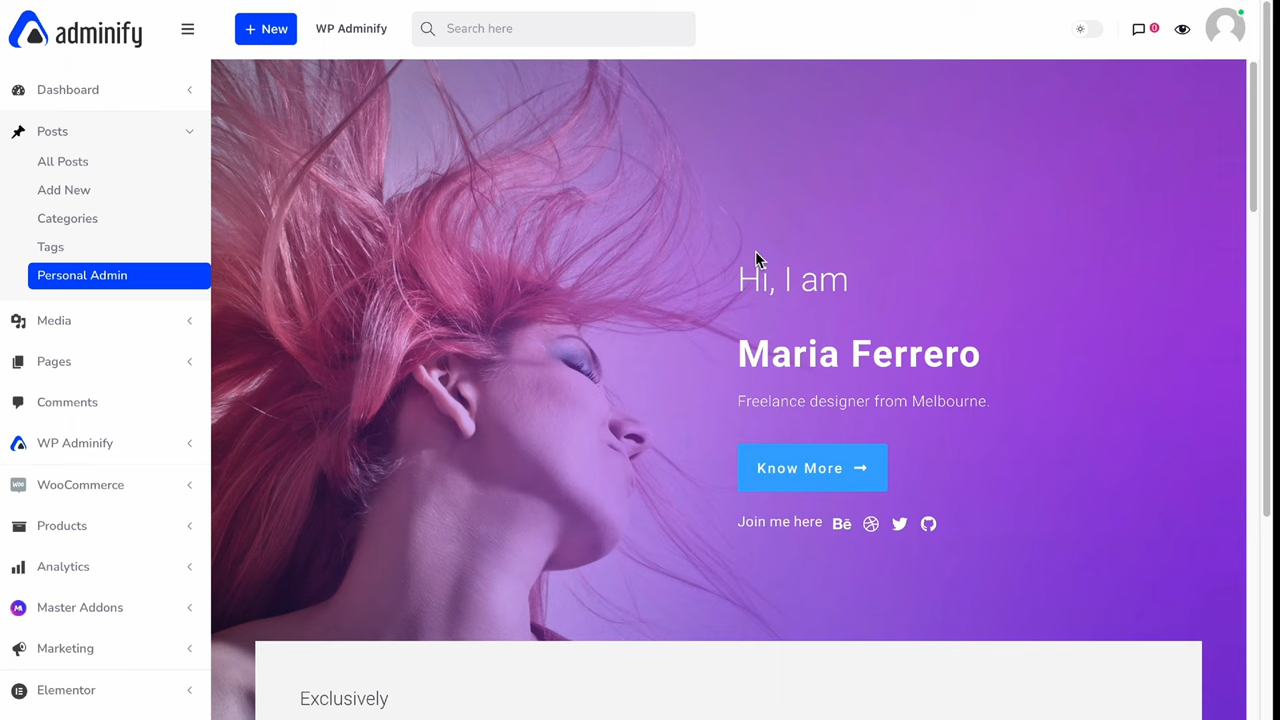 adminify
+ New
WP Adminify
Search here
0
Dashboard
Posts
All Posts
Add New
Categories
Tags
Personal Admin
Media
Pages
Comments
WP Adminify
WooCommerce
Products
Analytics
Master Addons
Marketing
Elementor
Hi, I am
Maria Ferrero
Freelance designer from Melbourne.
Know More →
Join me here Bē
Exclusively